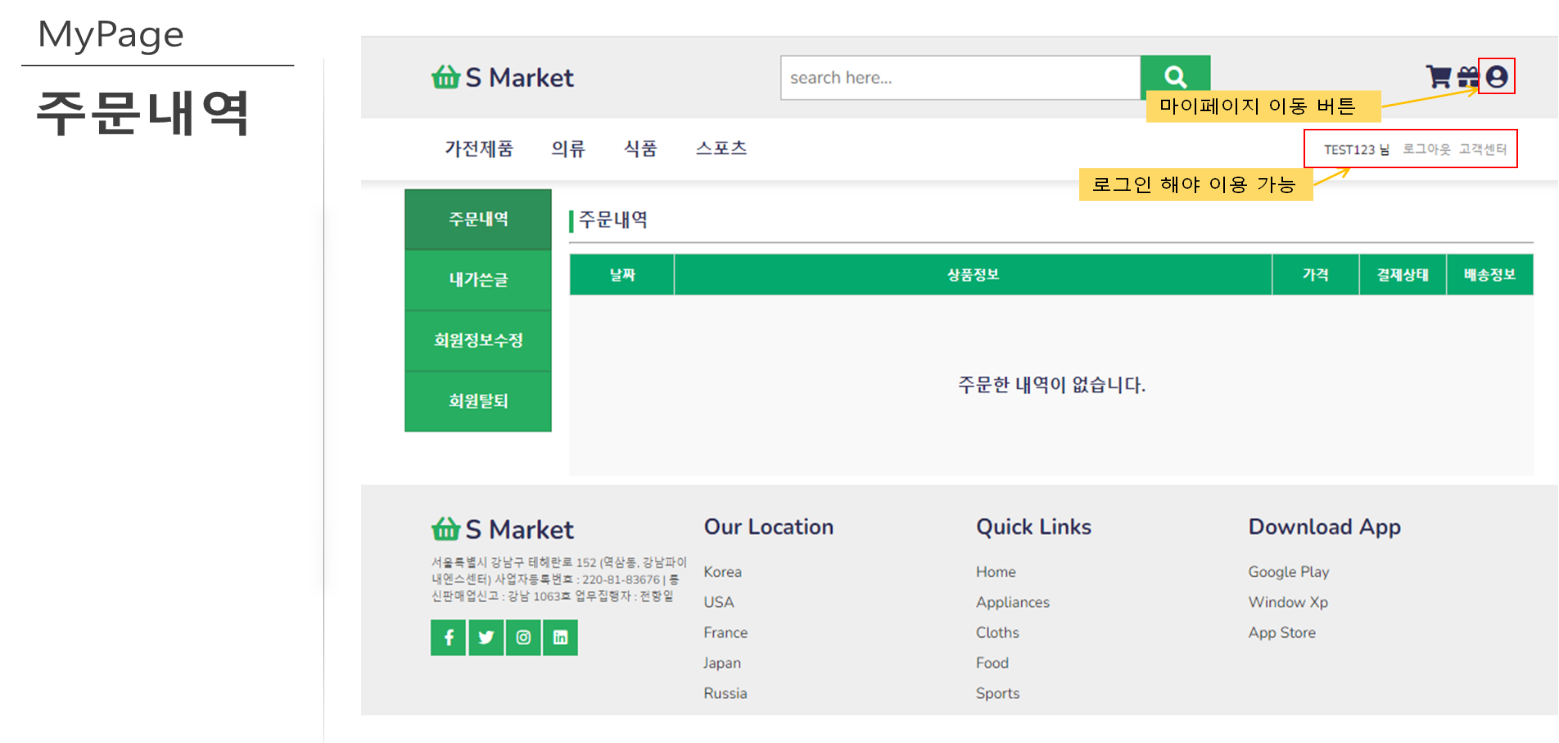 MyPage
주문내역
S Market
search here...
마이페이지 이동 버튼
가전제품 의류 식품 스포츠
TEST123 님 로그아웃 고객센터
로그인 해야 이용 가능
주문내역
내가쓴글
회원정보수정
회원탈퇴
주문내역
날짜 상품정보 가격 결제상태 배송정보
주문한 내역이 없습니다.
S Market
서울특별시 강남구 테헤란로 152 (역삼동, 강남파이
내엔스센터) 사업자등록번호 : 220-81-83676 | 통
신판매업신고 : 강남 1063호 업무집행자 : 전항일
Our Location
Korea
USA
France
Japan
Russia
Quick Links
Home
Appliances
Cloths
Food
Sports
Download App
Google Play
Window Xp
App Store